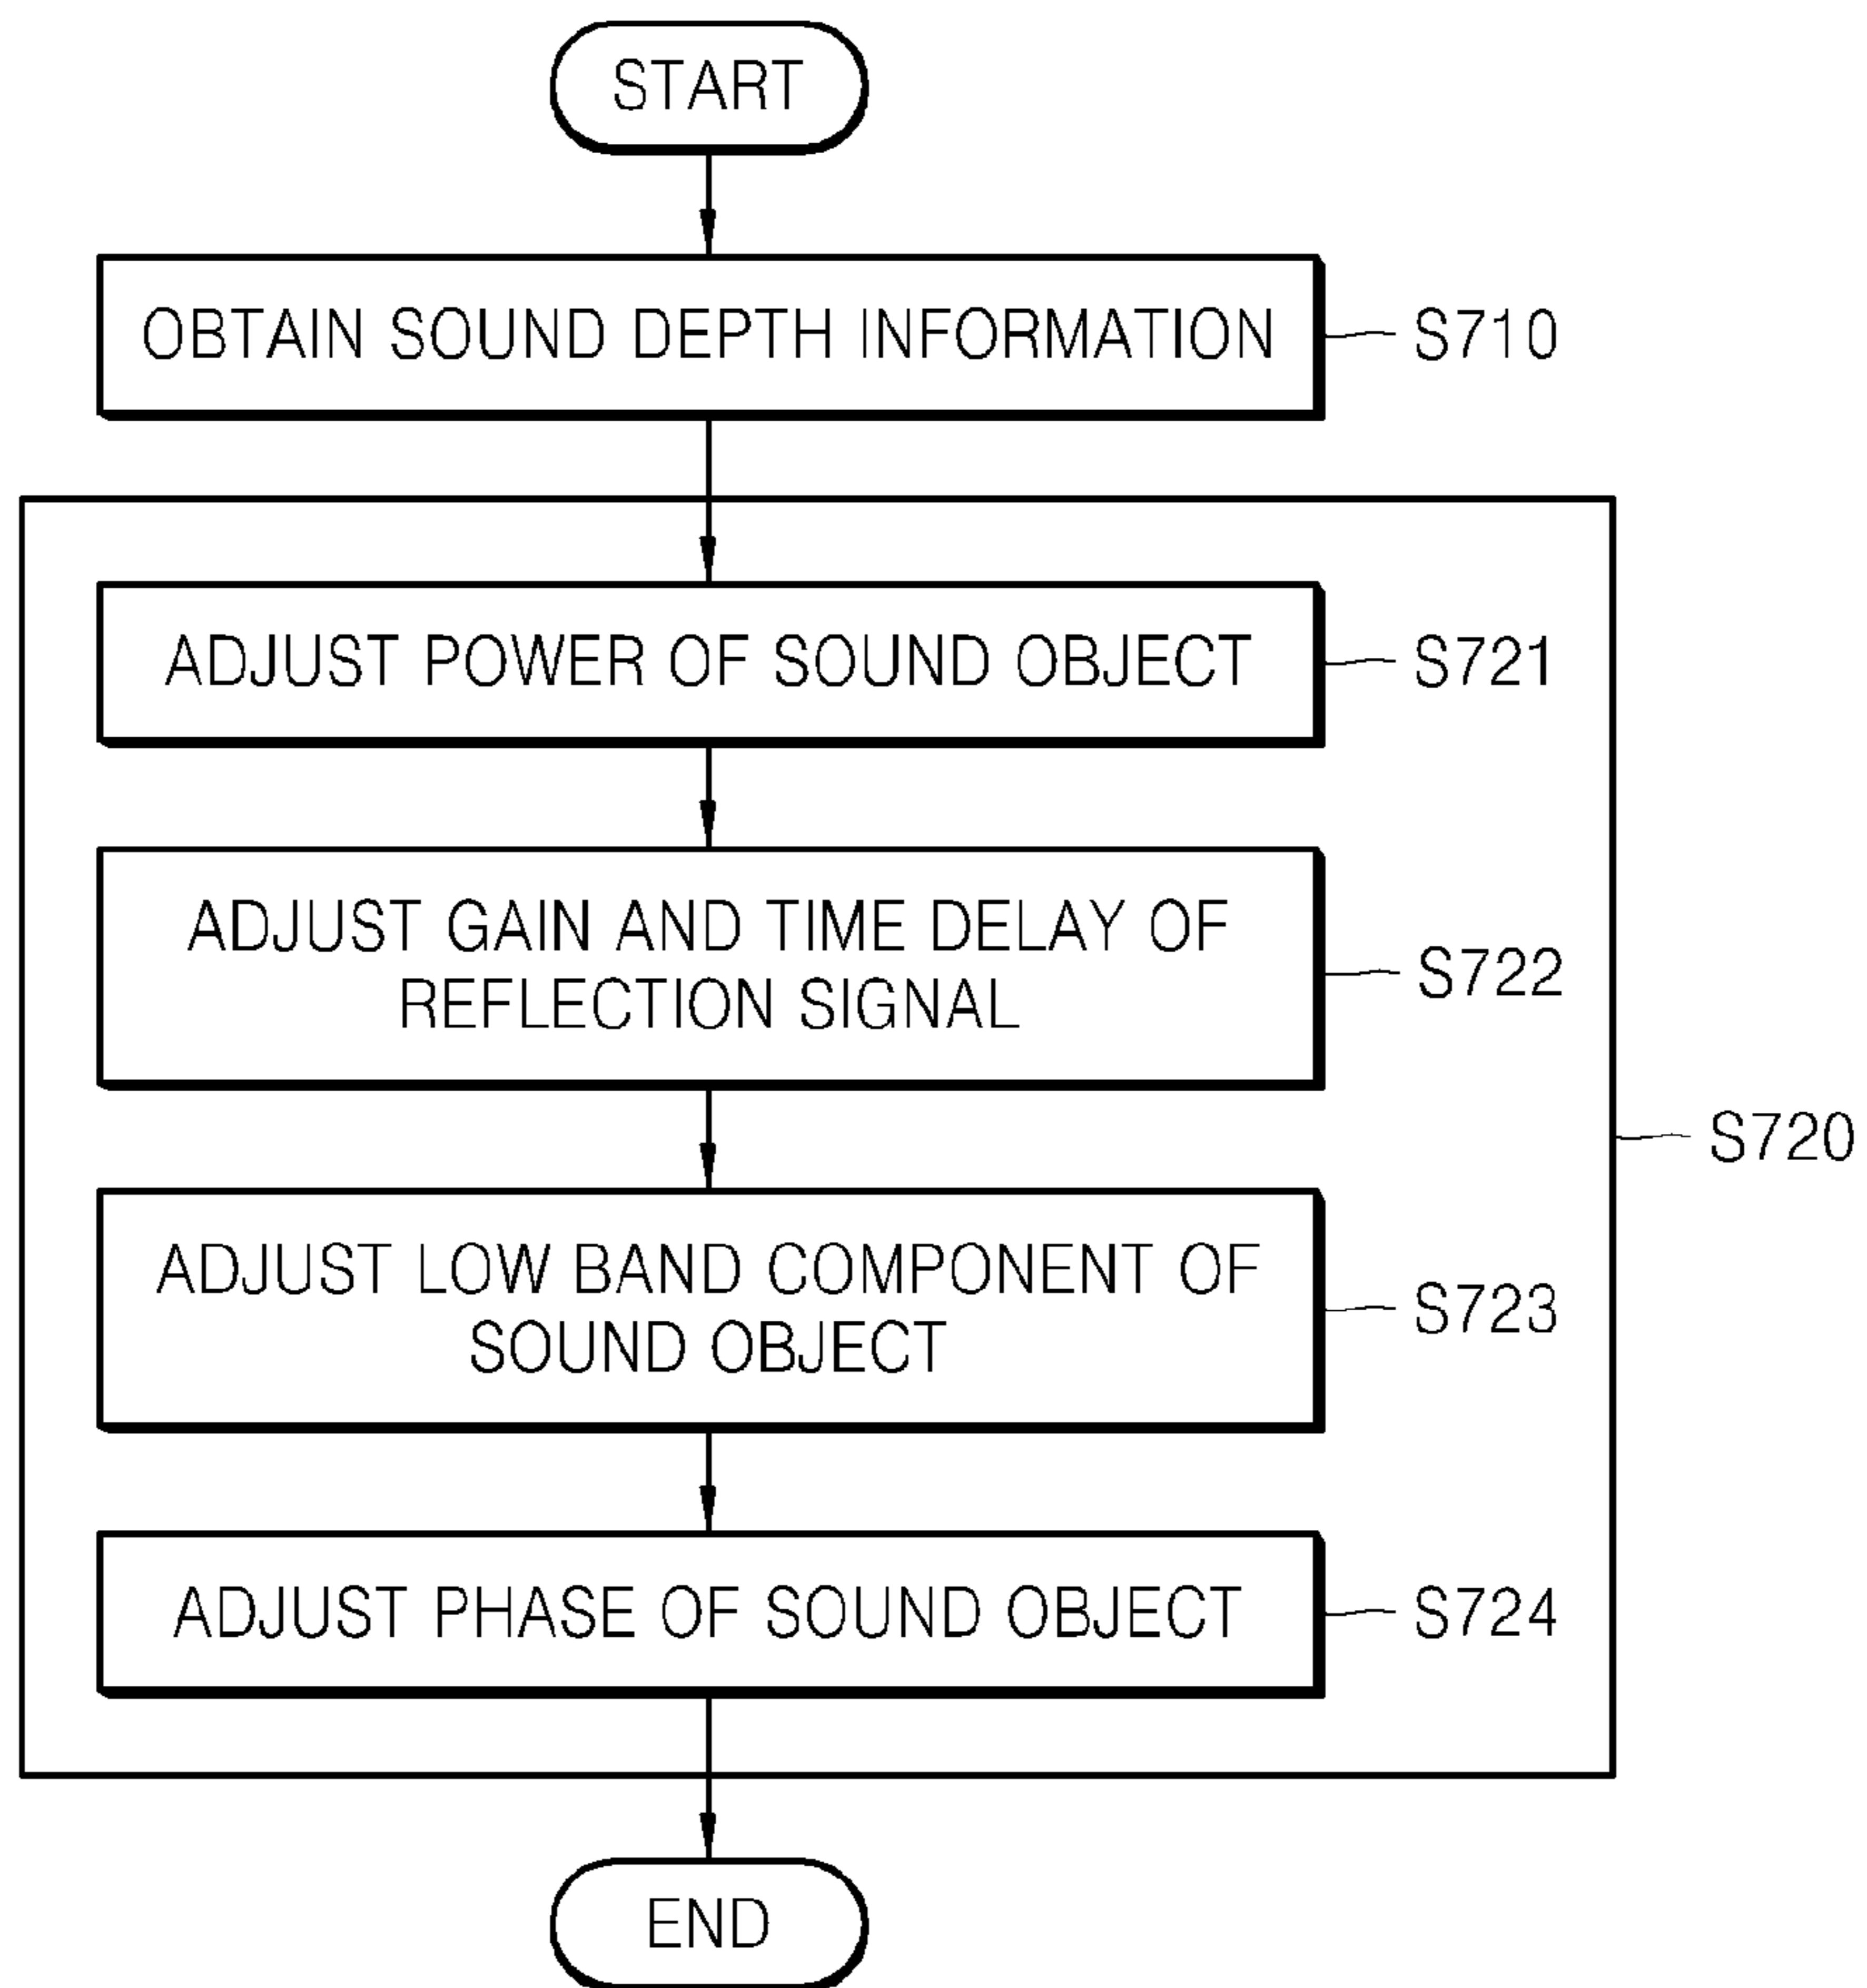 START
OBTAIN SOUND DEPTH INFORMATION
S710
ADJUST POWER OF SOUND OBJECT
S721
ADJUST GAIN AND TIME DELAY OF
REFLECTION SIGNAL
S722
S720
ADJUST LOW BAND COMPONENT OF
SOUND OBJECT
S723
ADJUST PHASE OF SOUND OBJECT
S724
END